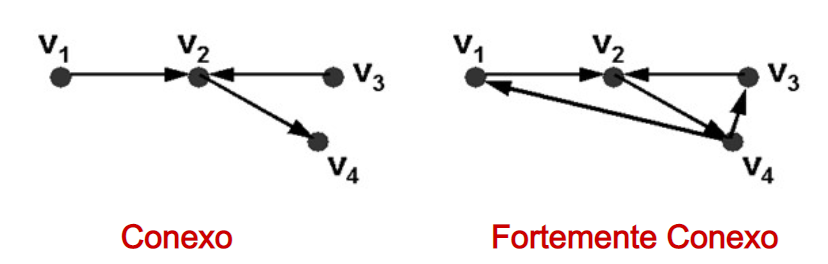 V1 V2 V3 V4
V1 V2 V3 V4
Conexo
Fortemente Conexo